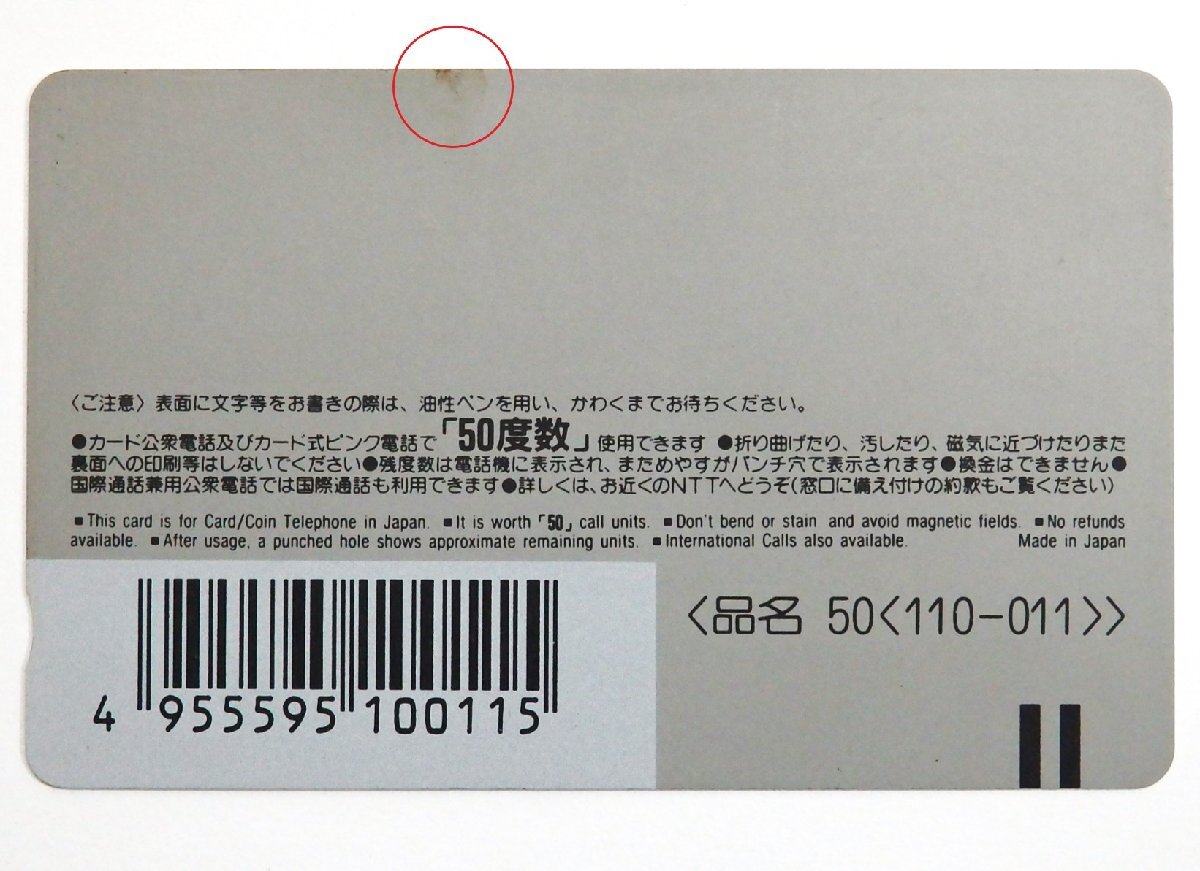 〈ご注意〉表面に文字等をお書きの際は、油性ペンを用い、かわくまでお待ちください。
●カード公衆電話及びカード式ピンク電話で「50度数」使用できます ●折り曲げたり、汚したり、磁気に近づけたりまた
裏面への印刷等はしないでください●残度数は電話機に表示され、まためやすがパンチ穴で表示されます●換金はできません●
国際通話兼用公衆電話では国際通話も利用できます●詳しくは、お近くのNTTへどうぞ(窓口に備え付けの約款もご覧ください)
■This card is for Card/Coin Telephone in Japan. ■It is worth「50」call units. ■Don't bend or stain and avoid magnetic fields. ■No refunds
available. ■After usage, a punched hole shows approximate remaining units. ■International Calls also available. Made in Japan
〈品名 50〈110-011〉〉
4 955595 100115